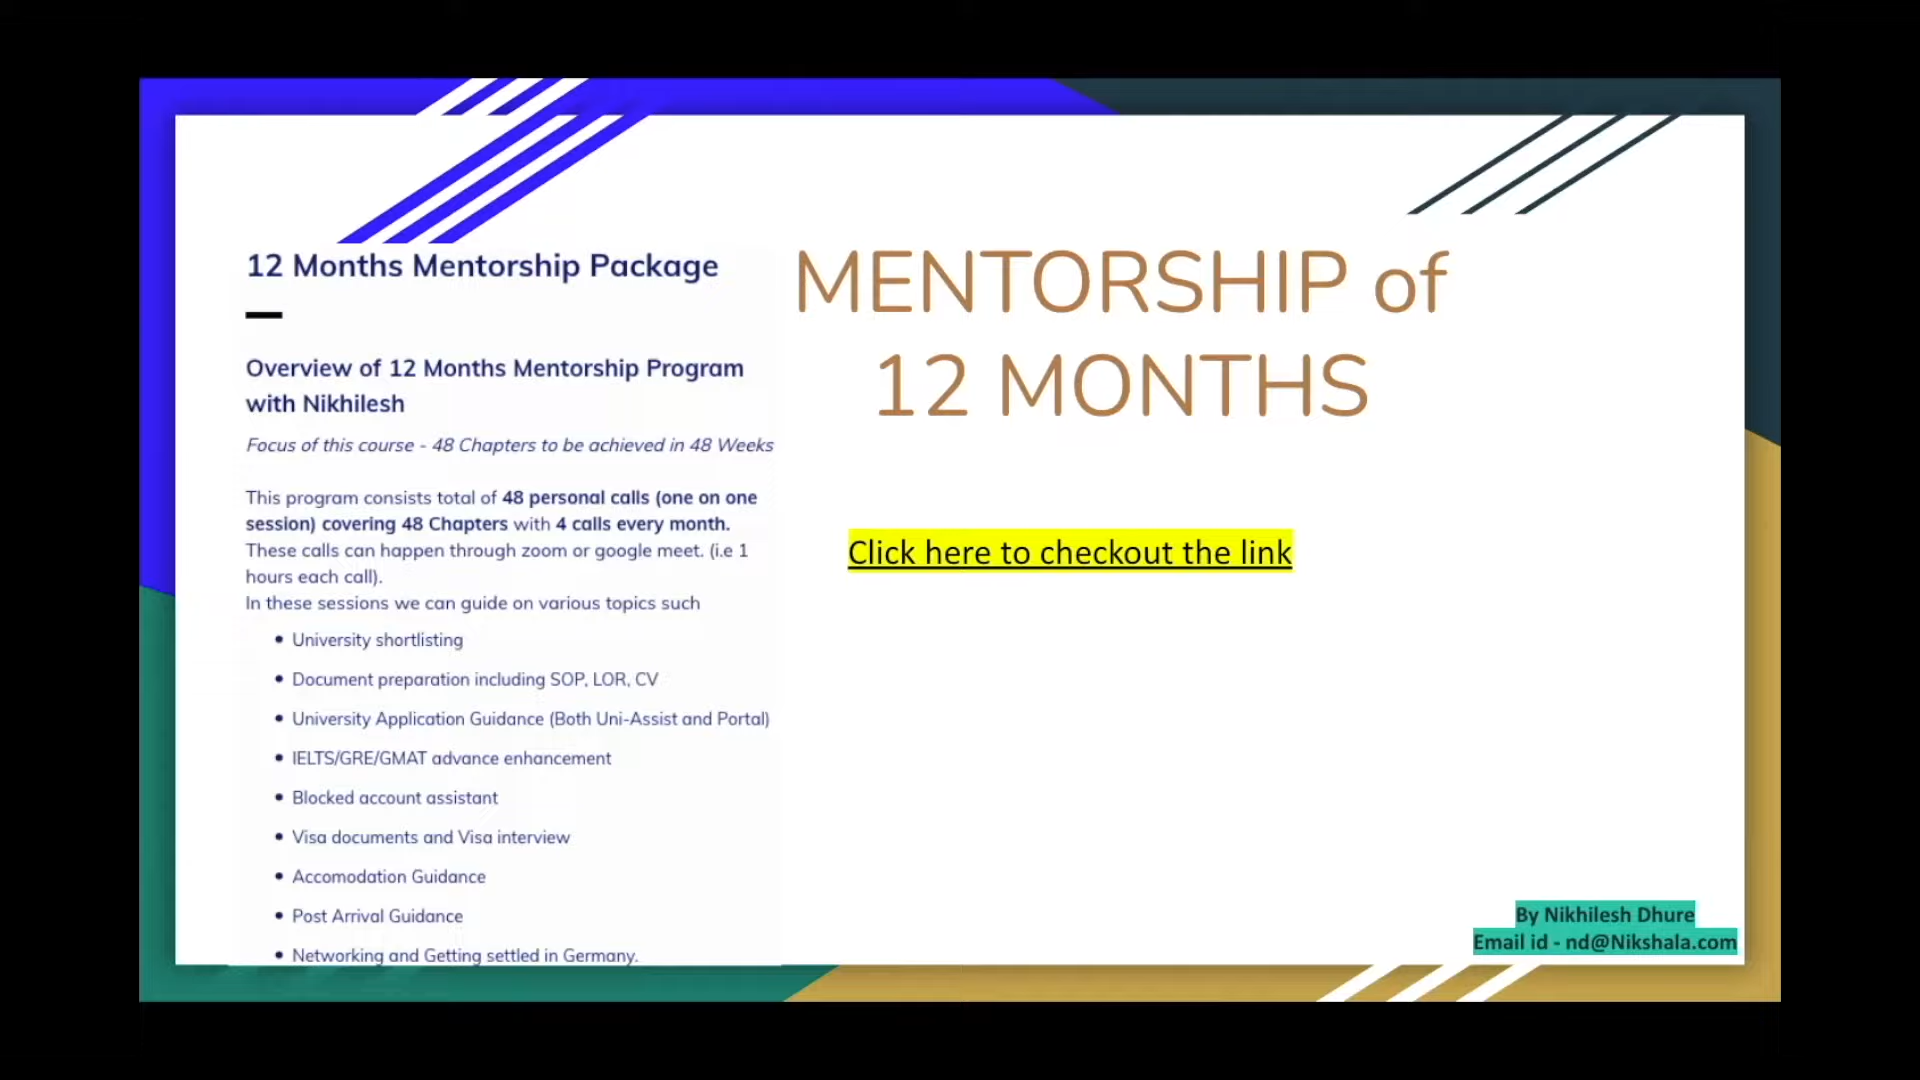 12 Months Mentorship Package
Overview of 12 Months Mentorship Program
with Nikhilesh
Focus of this course - 48 Chapters to be achieved in 48 Weeks
This program consists total of 48 personal calls (one on one
session) covering 48 Chapters with 4 calls every month.
These calls can happen through zoom or google meet. (i.e 1
hours each call).
In these sessions we can guide on various topics such
• University shortlisting
• Document preparation including SOP, LOR, CV
• University Application Guidance (Both Uni-Assist and Portal)
• IELTS/GRE/GMAT advance enhancement
• Blocked account assistant
• Visa documents and Visa interview
• Accomodation Guidance
• Post Arrival Guidance
• Networking and Getting settled in Germany.
MENTORSHIP of
12 MONTHS
Click here to checkout the link
By Nikhilesh Dhure
Email id - nd@Nikshala.com